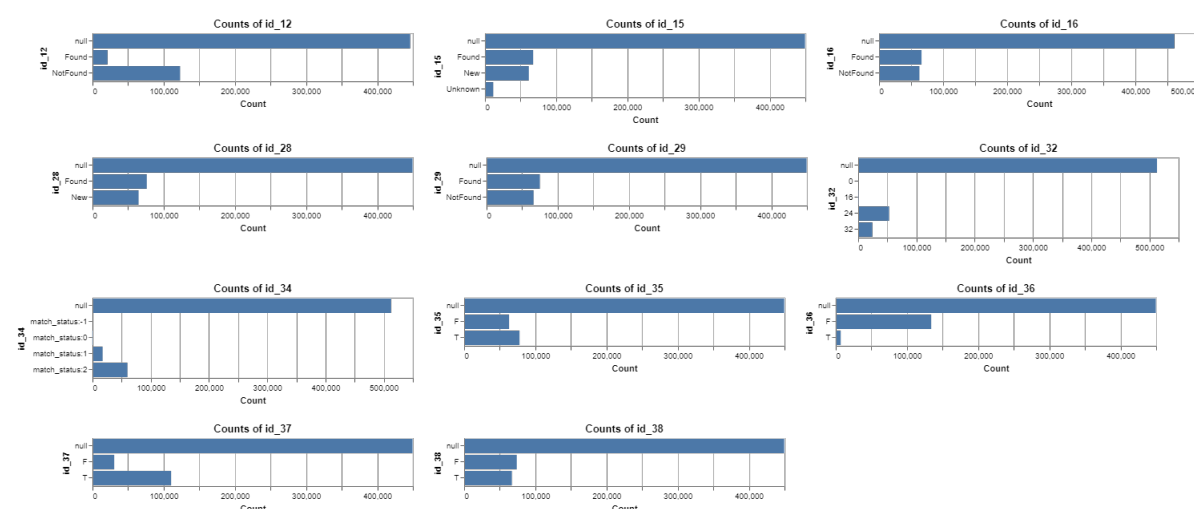 Counts of id_12
id_12
null
Found
NotFound
0 100,000 200,000 300,000 400,000
Count
Counts of id_15
id_15
null
Found
New
Unknown
0 100,000 200,000 300,000 400,000
Count
Counts of id_16
id_16
null
Found
NotFound
0 100,000 200,000 300,000 400,000 500,00
Count
Counts of id_28
id_28
null
Found
New
0 100,000 200,000 300,000 400,000
Count
Counts of id_29
id_29
null
Found
NotFound
0 100,000 200,000 300,000 400,000
Count
Counts of id_32
id_32
null
0
16
24
32
0 100,000 200,000 300,000 400,000 500,000
Count
Counts of id_34
id_34
null
match_status:-1
match_status:0
match_status:1
match_status:2
0 100,000 200,000 300,000 400,000 500,000
Count
Counts of id_35
id_35
null
F
T
0 100,000 200,000 300,000 400,000
Count
Counts of id_36
id_36
null
F
T
0 100,000 200,000 300,000 400,000
Count
Counts of id_37
id_37
null
F
T
0 100,000 200,000 300,000 400,000
Count
Counts of id_38
id_38
null
F
T
0 100,000 200,000 300,000 400,000
Count